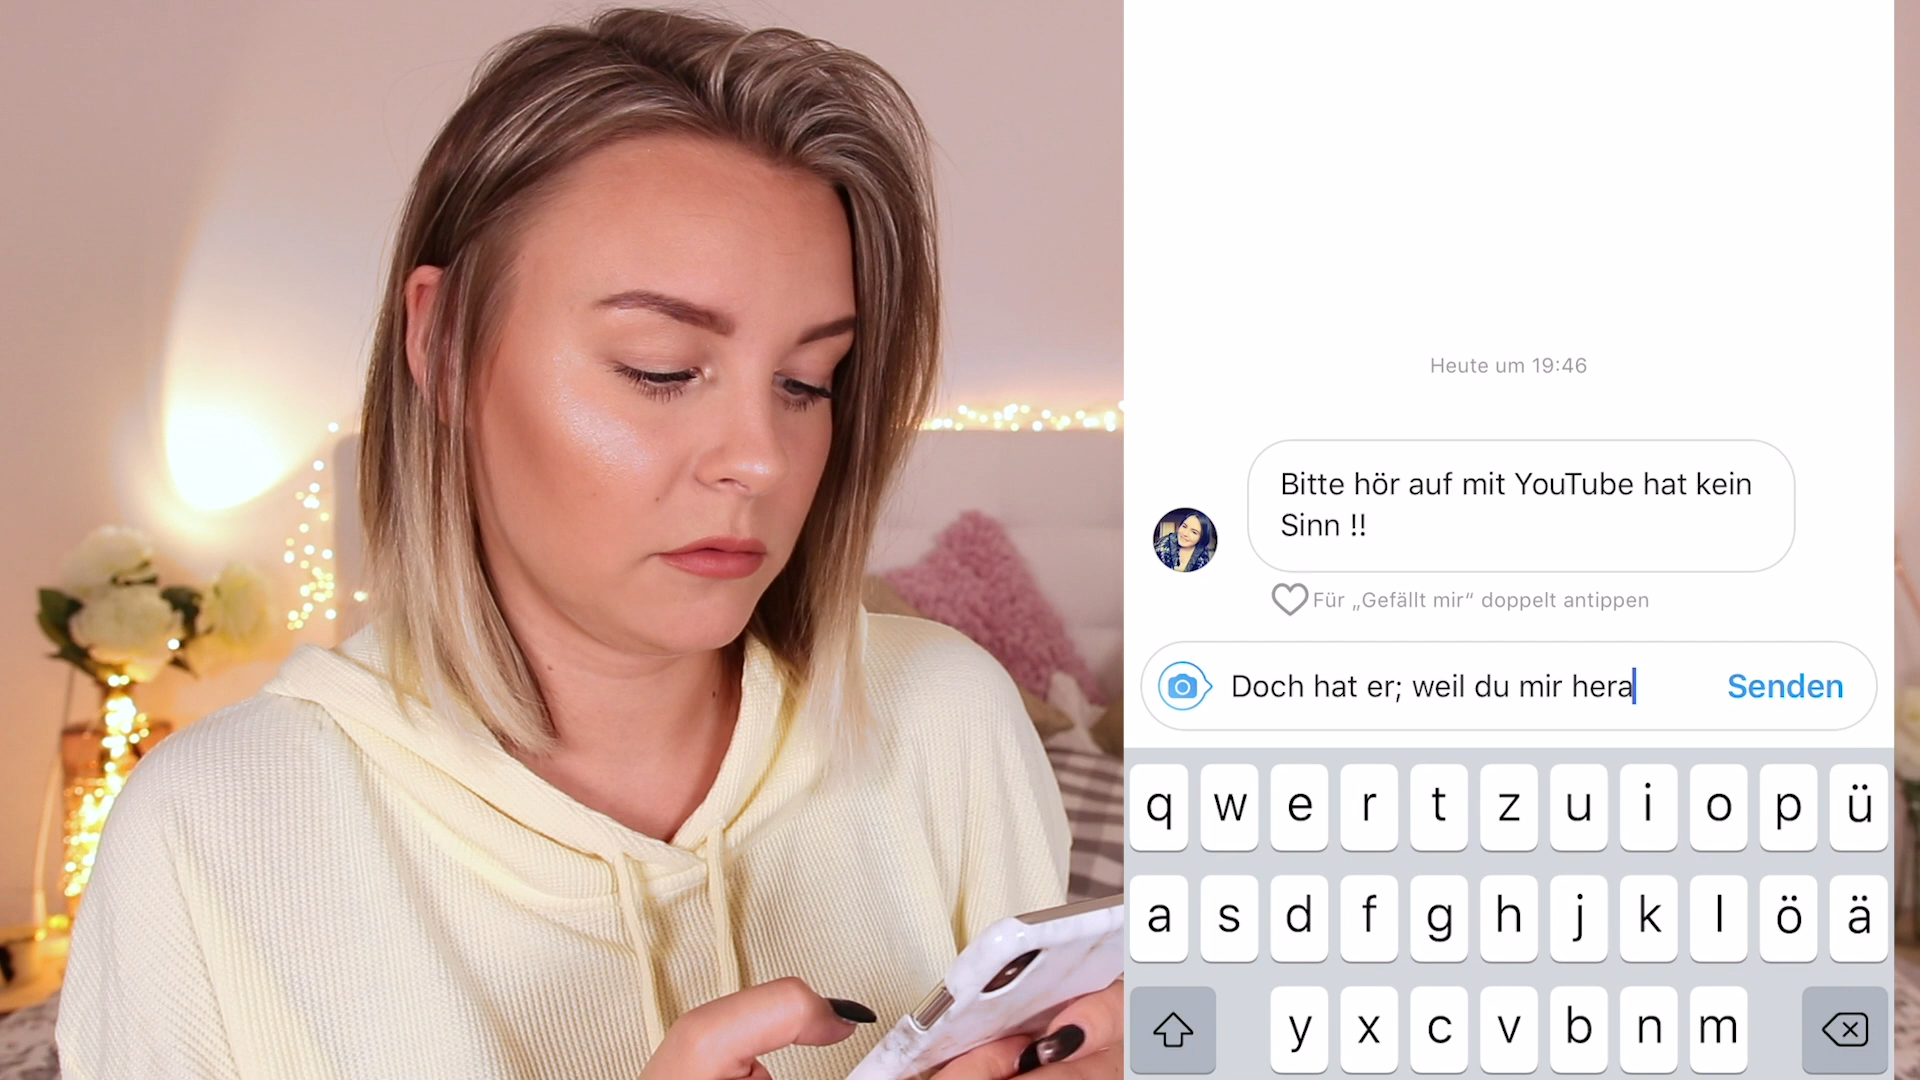 Heute um 19:46
Bitte hör auf mit YouTube hat kein
Sinn !!
Für „Gefällt mir“ doppelt antippen
Doch hat er; weil du mir hera
Senden
q w e r t z u i o p ü
a s d f g h j k l ö ä
y x c v b n m